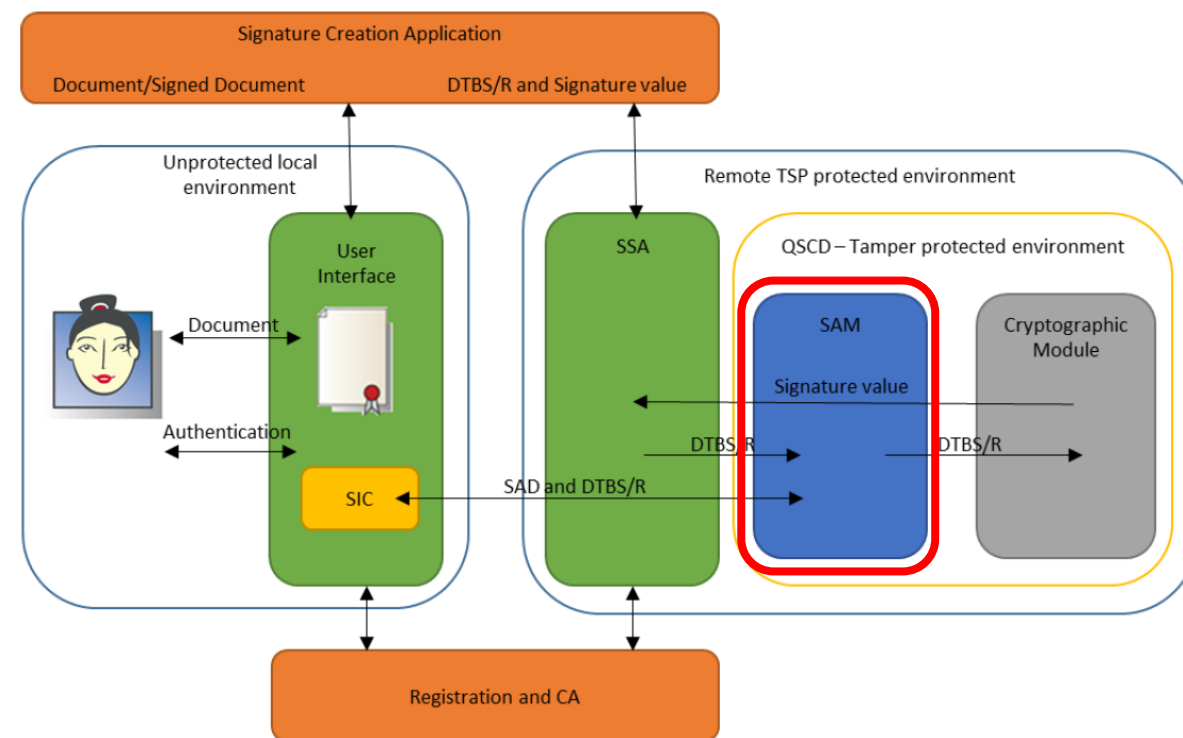 Signature Creation Application
Document/Signed Document
DTBS/R and Signature value
Unprotected local
environment
Remote TSP protected environment
User
Interface
SSA
QSCD – Tamper protected environment
SAM
Cryptographic
Module
Document
Signature value
Authentication
DTBS/R
DTBS/R
SIC
SAD and DTBS/R
Registration and CA